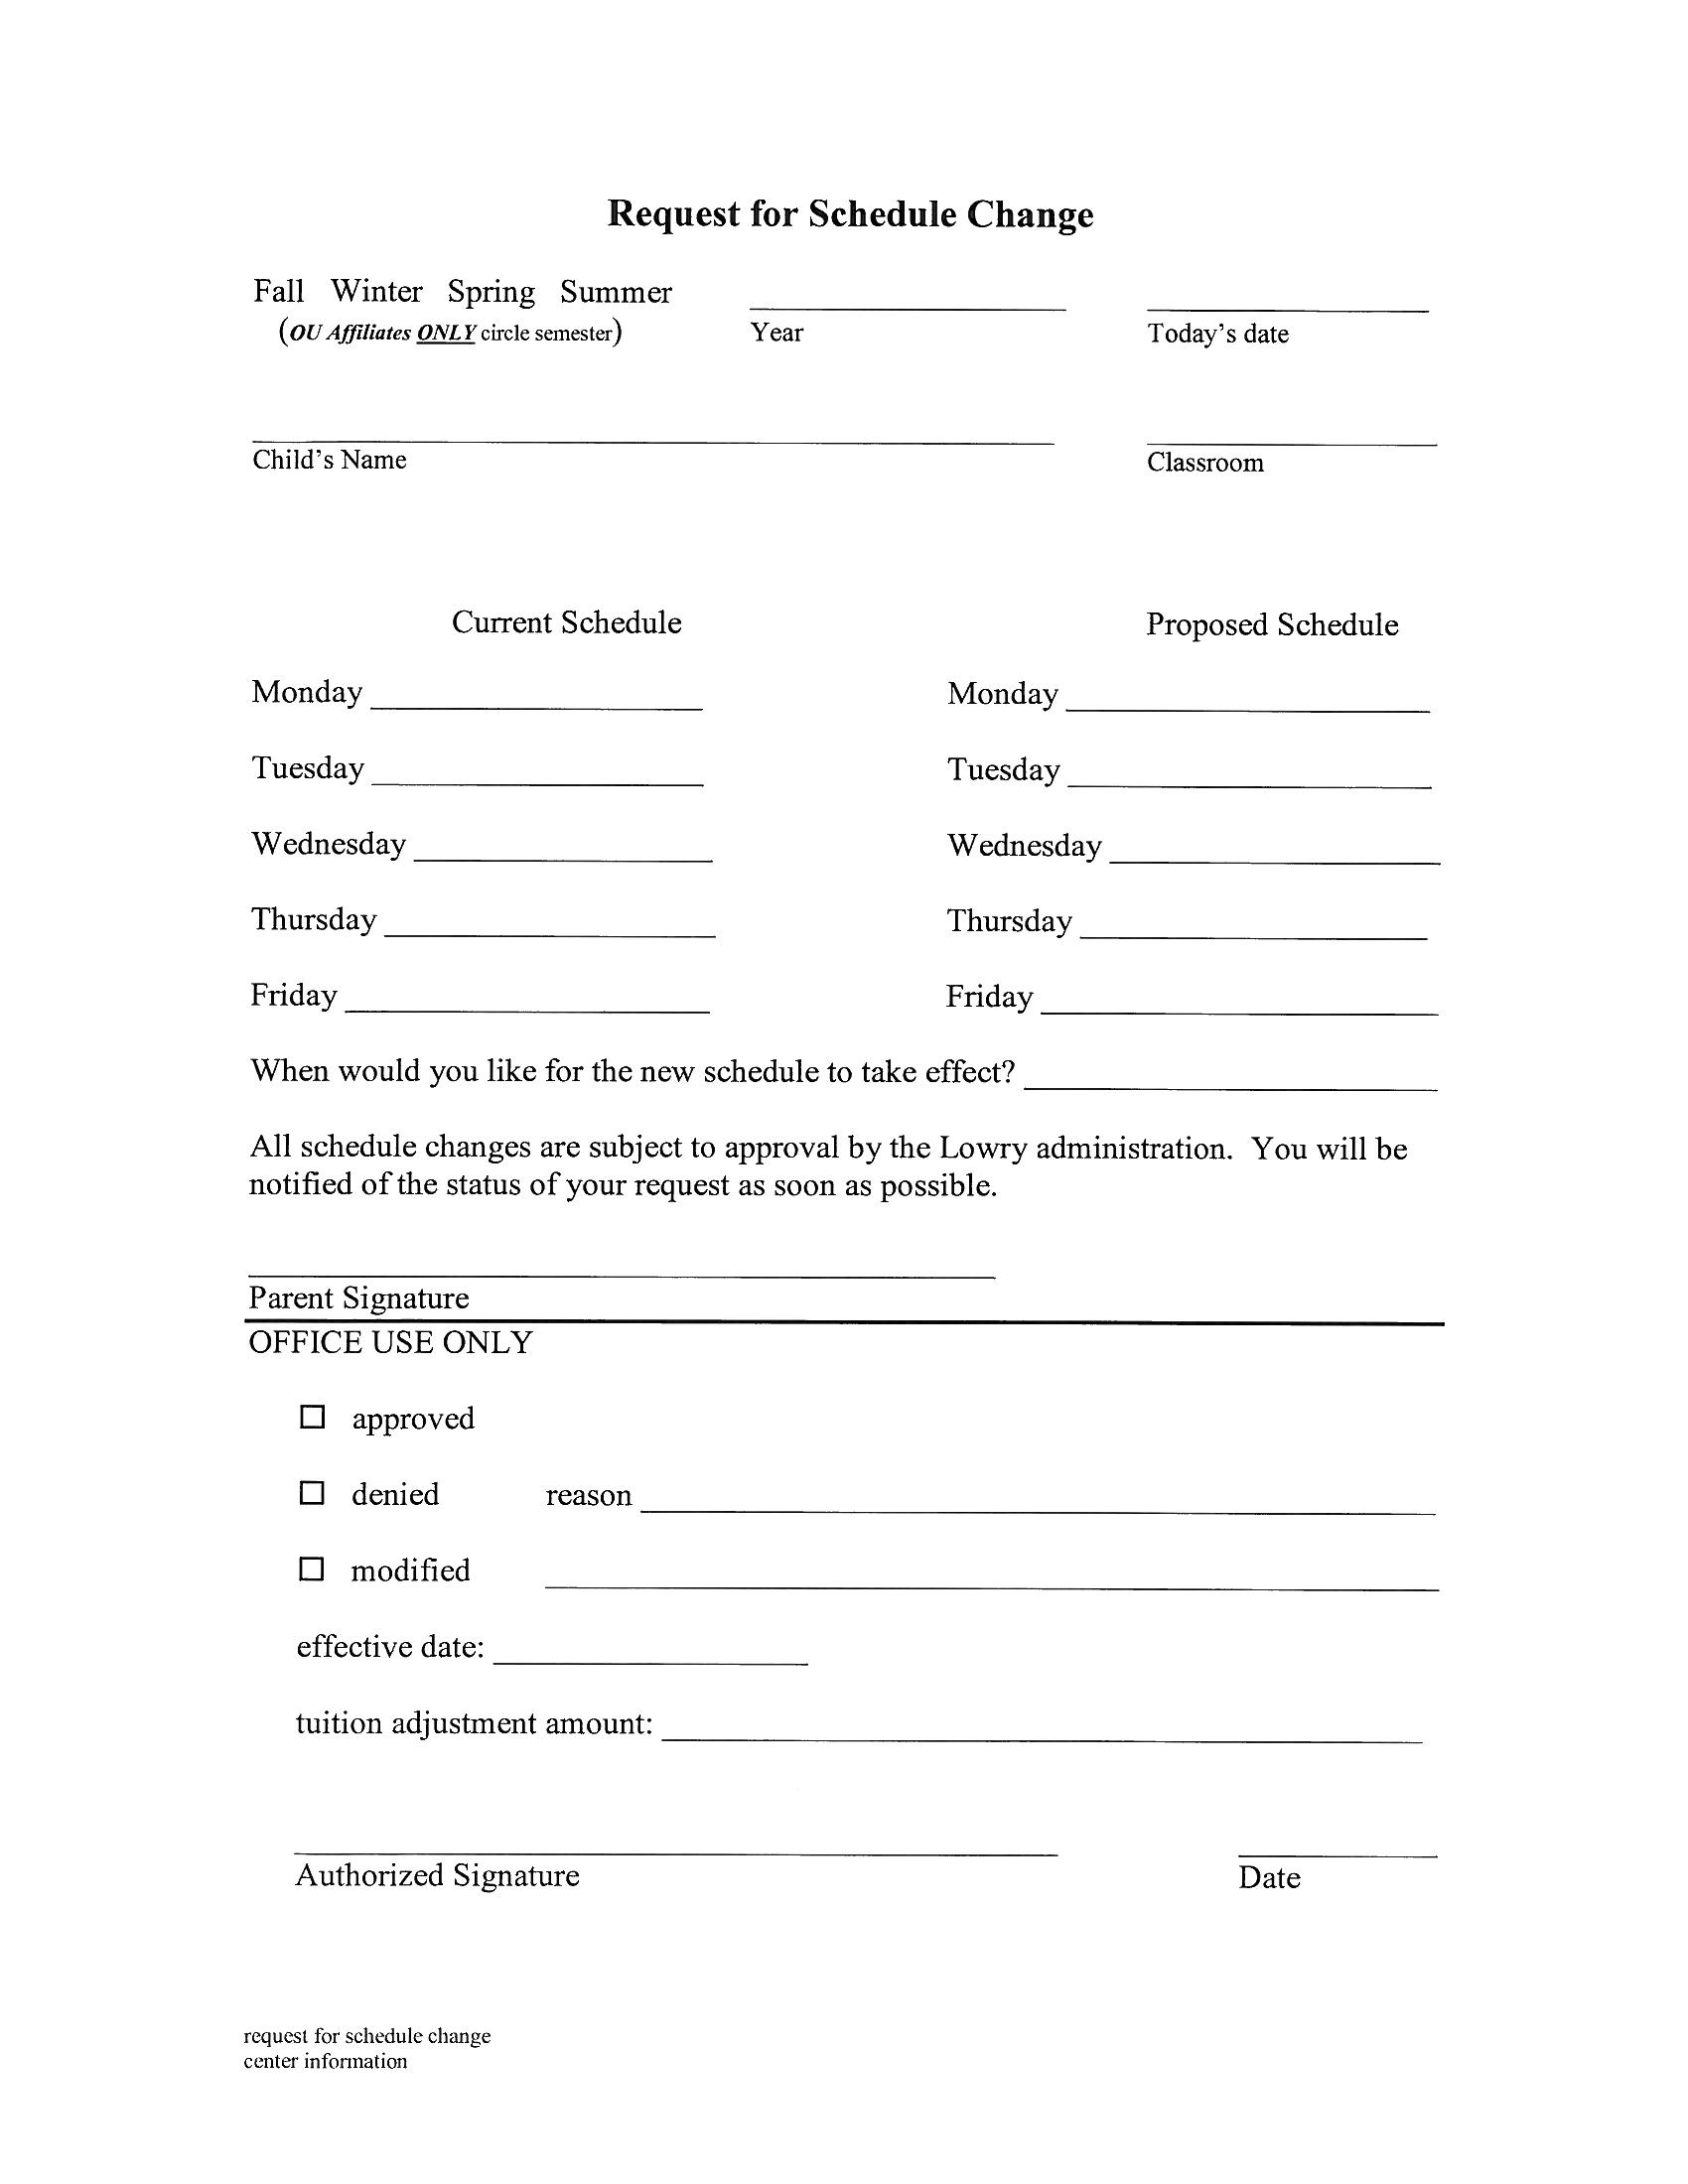 Request for Schedule Change
Fall Winter Spring Summer
(OU Affiliates ONLY circle semester) Year Today's date
Child's Name Classroom
Current Schedule Proposed Schedule
Monday Monday
Tuesday Tuesday
Wednesday Wednesday
Thursday Thursday
Friday Friday
When would you like for the new schedule to take effect?
All schedule changes are subject to approval by the Lowry administration. You will be
notified of the status of your request as soon as possible.
Parent Signature
OFFICE USE ONLY
approved
denied reason
modified
effective date:
tuition adjustment amount:
Authorized Signature Date
request for schedule change
center information